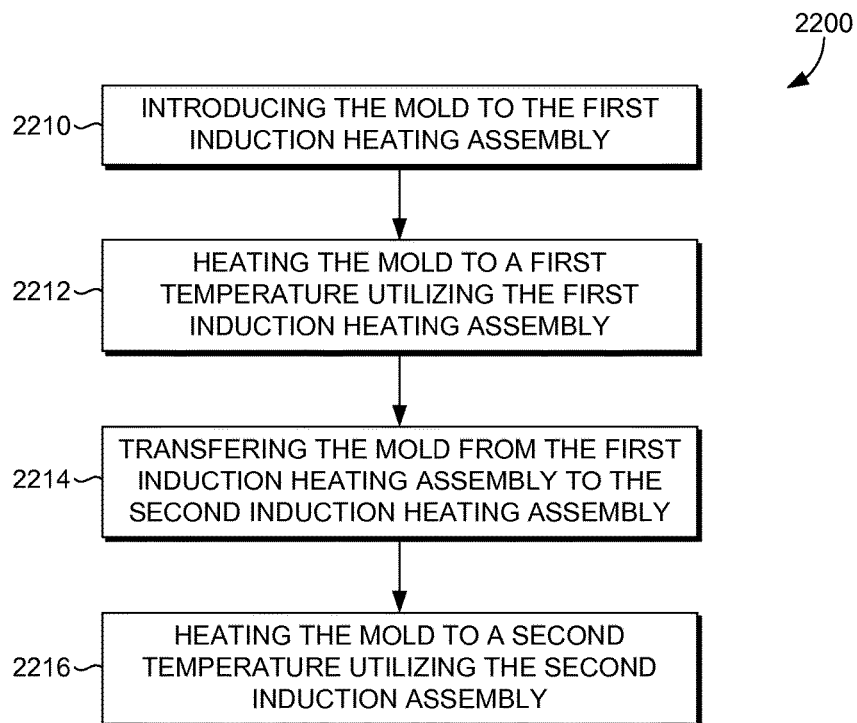 2200
2210
INTRODUCING THE MOLD TO THE FIRST
INDUCTION HEATING ASSEMBLY
2212
HEATING THE MOLD TO A FIRST
TEMPERATURE UTILIZING THE FIRST
INDUCTION HEATING ASSEMBLY
2214
TRANSFERING THE MOLD FROM THE FIRST
INDUCTION HEATING ASSEMBLY TO THE
SECOND INDUCTION HEATING ASSEMBLY
2216
HEATING THE MOLD TO A SECOND
TEMPERATURE UTILIZING THE SECOND
INDUCTION ASSEMBLY